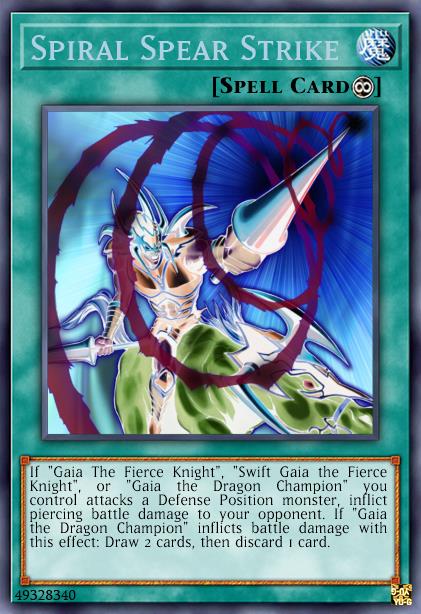 Spiral Spear Strike
魔
[Spell Card]
If "Gaia The Fierce Knight", "Swift Gaia the Fierce
Knight", or "Gaia the Dragon Champion" you
control attacks a Defense Position monster, inflict
piercing battle damage to your opponent. If "Gaia
the Dragon Champion" inflicts battle damage with
this effect: Draw 2 cards, then discard 1 card.
49328340